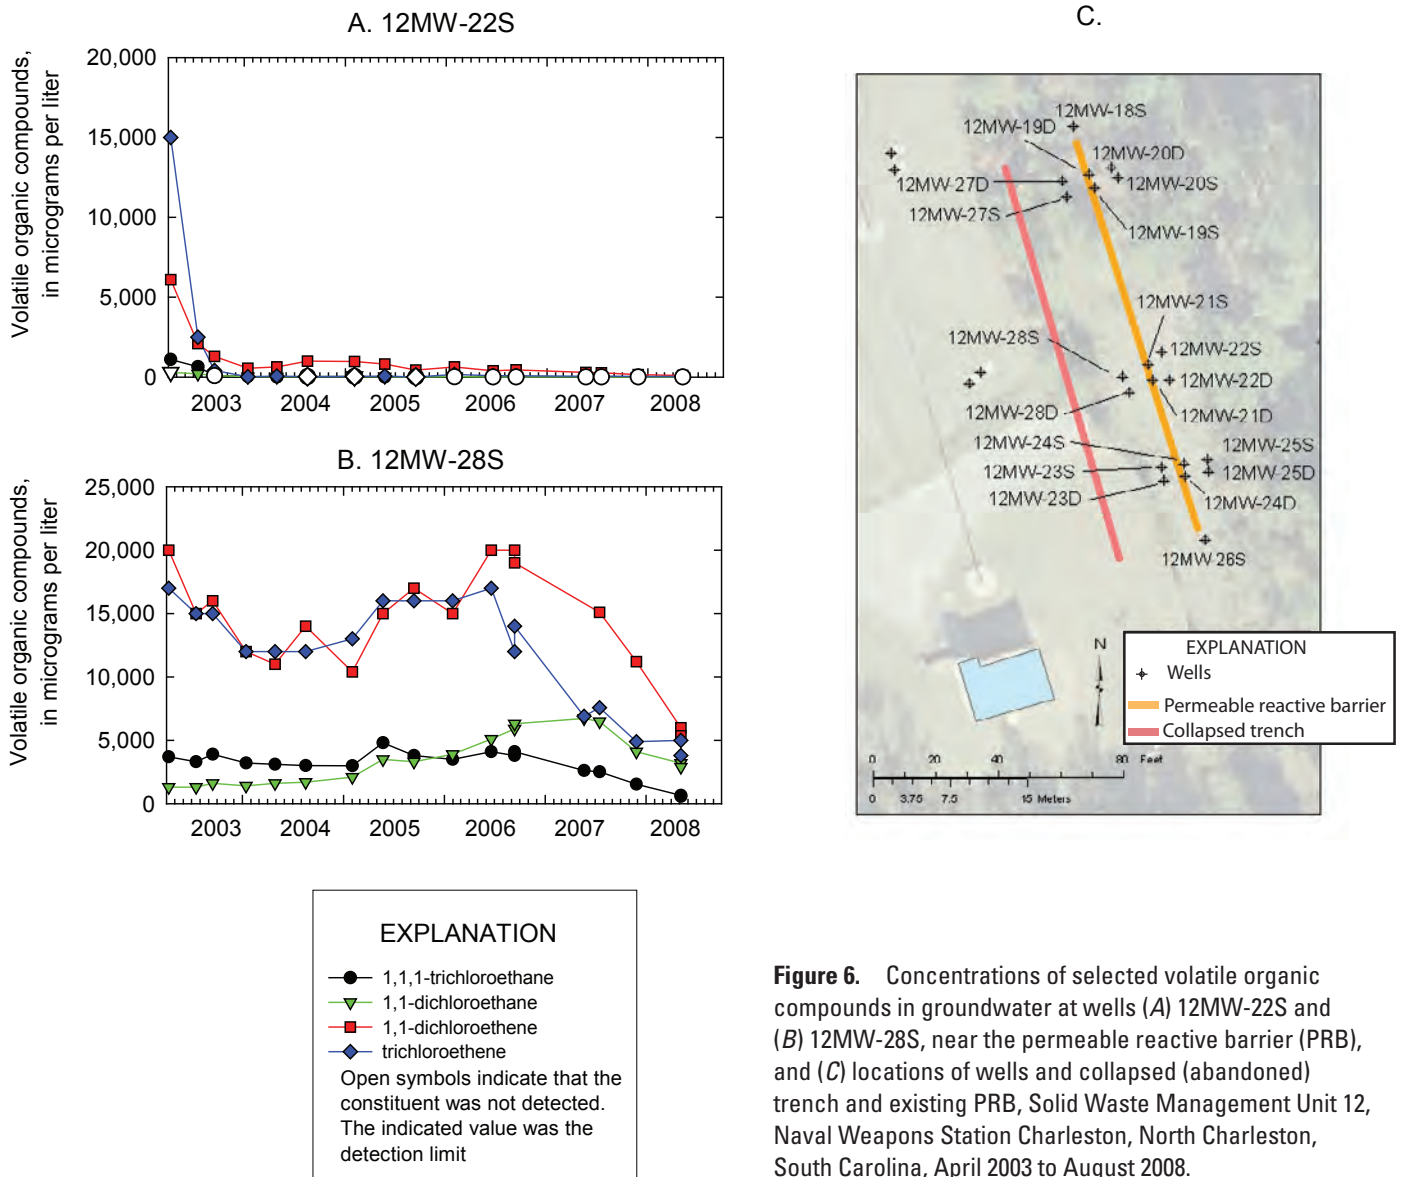 A. 12MW-22S
Volatile organic compounds,
in micrograms per liter
20,000
15,000
10,000
5,000
0
2003 2004 2005 2006 2007 2008
B. 12MW-28S
Volatile organic compounds,
in micrograms per liter
25,000
20,000
15,000
10,000
5,000
0
2003 2004 2005 2006 2007 2008
EXPLANATION
1,1,1-trichloroethane
1,1-dichloroethane
1,1-dichloroethene
trichloroethene
Open symbols indicate that the
constituent was not detected.
The indicated value was the
detection limit
C.
12MW-18S
12MW-19D
12MW-20D
12MW-27D
12MW-20S
12MW-27S
12MW-19S
12MW-21S
12MW-28S
12MW-22S
12MW-22D
12MW-28D
12MW-21D
12MW-24S
12MW-25S
12MW-23S
12MW-25D
12MW-23D
12MW-24D
12MW-26S
N
EXPLANATION
Wells
Permeable reactive barrier
Collapsed trench
0 20 40 80 Feet
0 3.75 7.5 15 Meters
Figure 6. Concentrations of selected volatile organic
compounds in groundwater at wells (A) 12MW-22S and
(B) 12MW-28S, near the permeable reactive barrier (PRB),
and (C) locations of wells and collapsed (abandoned)
trench and existing PRB, Solid Waste Management Unit 12,
Naval Weapons Station Charleston, North Charleston,
South Carolina, April 2003 to August 2008.